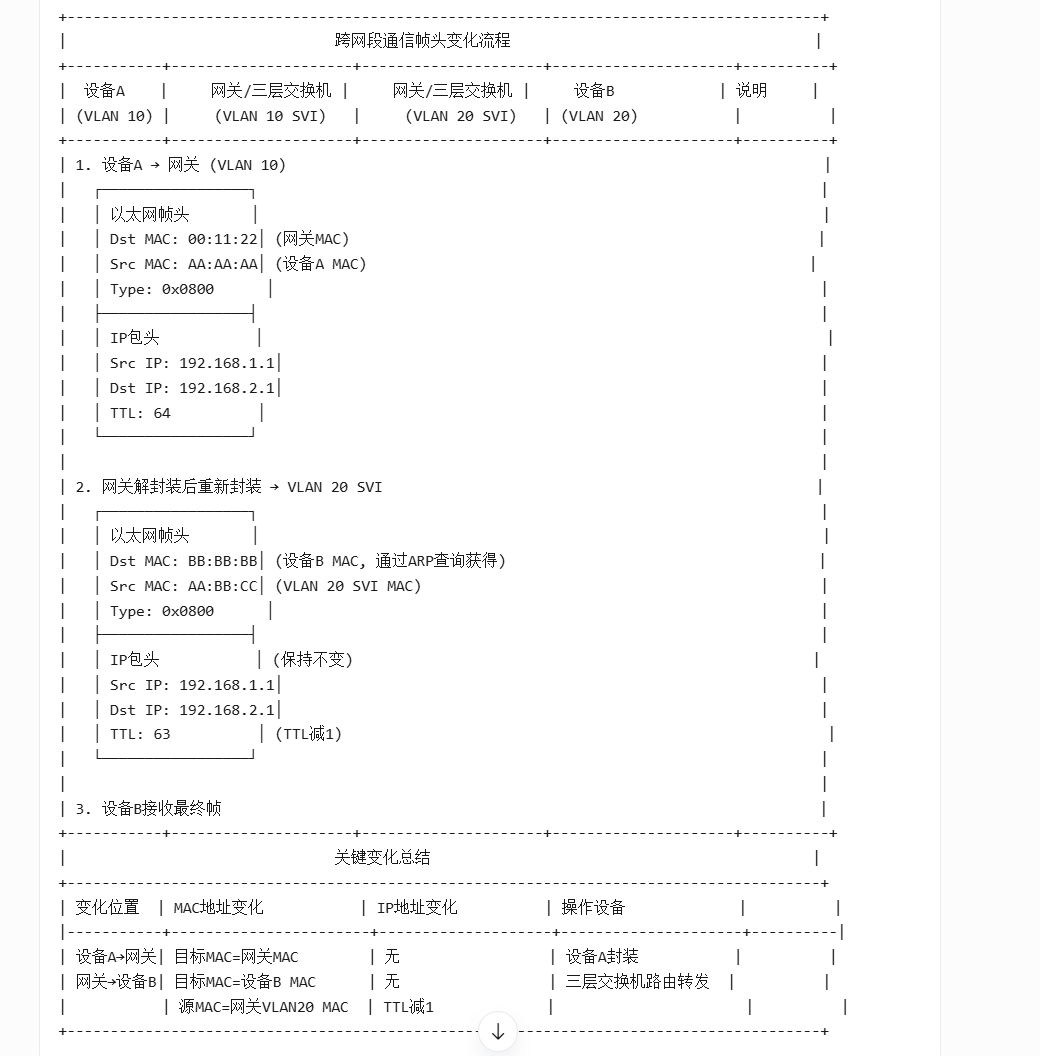 跨网段通信帧头变化流程
设备A | 网关/三层交换机 | 网关/三层交换机 | 设备B | 说明
(VLAN 10) | (VLAN 10 SVI) | (VLAN 20 SVI) | (VLAN 20)
1. 设备A → 网关 (VLAN 10)
以太网帧头
Dst MAC: 00:11:22 (网关MAC)
Src MAC: AA:AA:AA (设备A MAC)
Type: 0x0800
IP包头
Src IP: 192.168.1.1
Dst IP: 192.168.2.1
TTL: 64
2. 网关解封装后重新封装 → VLAN 20 SVI
以太网帧头
Dst MAC: BB:BB:BB (设备B MAC, 通过ARP查询获得)
Src MAC: AA:BB:CC (VLAN 20 SVI MAC)
Type: 0x0800
IP包头 (保持不变)
Src IP: 192.168.1.1
Dst IP: 192.168.2.1
TTL: 63 (TTL减1)
3. 设备B接收最终帧
关键变化总结
变化位置 | MAC地址变化 | IP地址变化 | 操作设备
设备A→网关 | 目标MAC=网关MAC | 无 | 设备A封装
网关→设备B | 目标MAC=设备B MAC | 无 | 三层交换机路由转发
源MAC=网关VLAN20 MAC | TTL减1